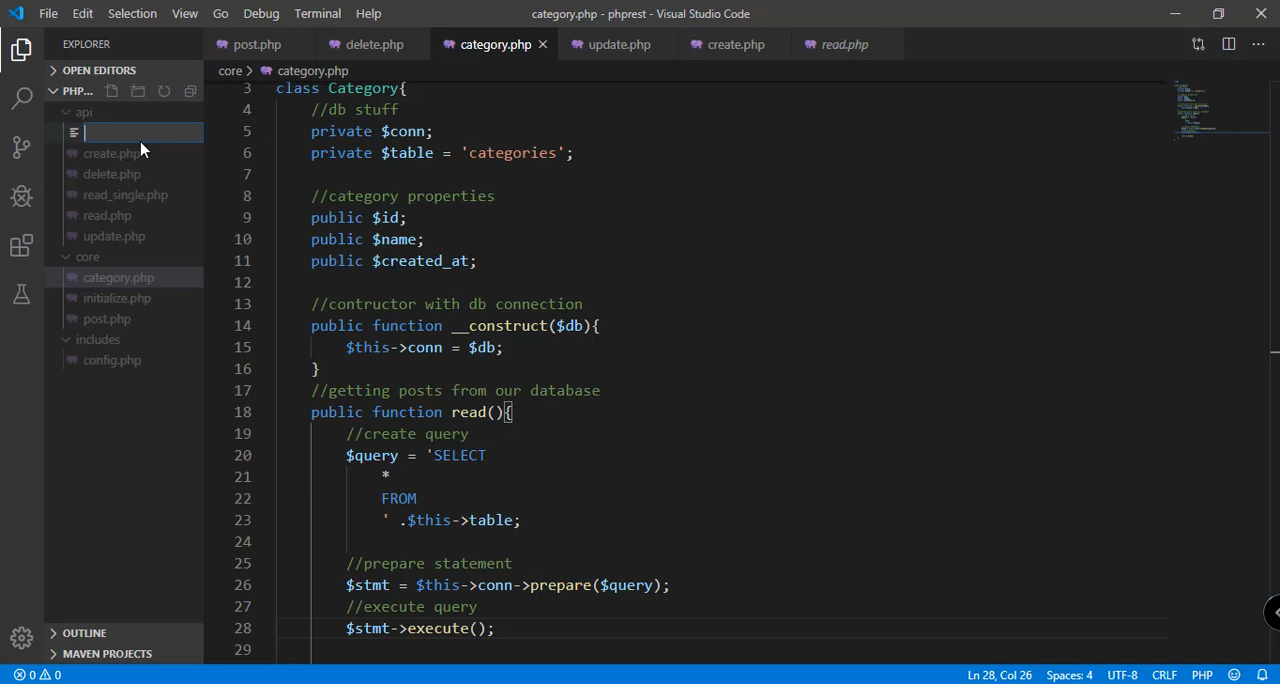 File Edit Selection View Go Debug Terminal Help
category.php - phprest - Visual Studio Code
EXPLORER
post.php delete.php category.php update.php create.php read.php
OPEN EDITORS
core > category.php
PHP...
api
create.php
delete.php
read_single.php
read.php
update.php
core
category.php
initialize.php
post.php
includes
config.php
OUTLINE
MAVEN PROJECTS
3 class Category{
4 //db stuff
5 private $conn;
6 private $table = 'categories';
7
8 //category properties
9 public $id;
10 public $name;
11 public $created_at;
12
13 //contructor with db connection
14 public function __construct($db){
15 $this->conn = $db;
16 }
17 //getting posts from our database
18 public function read(){
19 //create query
20 $query = 'SELECT
21 *
22 FROM
23 ' .$this->table;
24
25 //prepare statement
26 $stmt = $this->conn->prepare($query);
27 //execute query
28 $stmt->execute();
29
0 0
Ln 28, Col 26 Spaces: 4 UTF-8 CRLF PHP